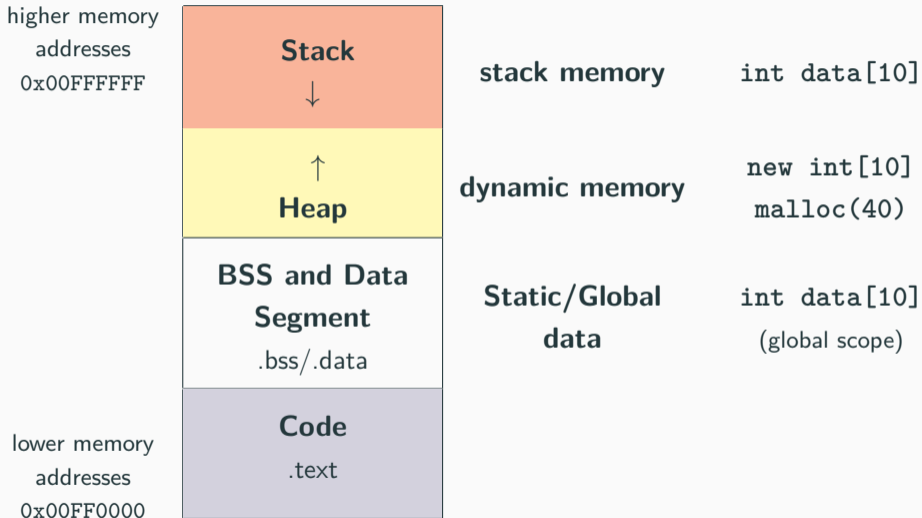 higher memory
addresses
0x00FFFFFF
Stack
↓
stack memory
int data[10]
↑
Heap
dynamic memory
new int[10]
malloc(40)
BSS and Data
Segment
.bss/.data
Static/Global
data
int data[10]
(global scope)
Code
.text
lower memory
addresses
0x00FF0000